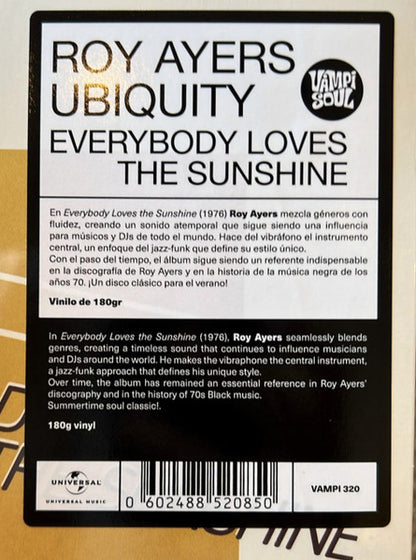 ROY AYERS
UBIQUITY
VAMPi
SOUL
EVERYBODY LOVES
THE SUNSHINE
En Everybody Loves the Sunshine (1976) Roy Ayers mezcla géneros con
fluidez, creando un sonido atemporal que sigue siendo una influencia
para músicos y DJs de todo el mundo. Hace del vibráfono el instrumento
central, un enfoque del jazz-funk que define su estilo único.
Con el paso del tiempo, el álbum sigue siendo un referente indispensable
en la discografía de Roy Ayers y en la historia de la música negra de los
años 70. ¡Un disco clásico para el verano!
Vinilo de 180gr
In Everybody Loves the Sunshine (1976), Roy Ayers seamlessly blends
genres, creating a timeless sound that continues to influence musicians
and DJs around the world. He makes the vibraphone the central instrument,
a jazz-funk approach that defines his unique style.
Over time, the album has remained an essential reference in Roy Ayers'
discography and in the history of 70s Black music.
Summertime soul classic!.
180g vinyl
UNIVERSAL
UNIVERSAL MUSIC
0 602488 520850
VAMPI 320